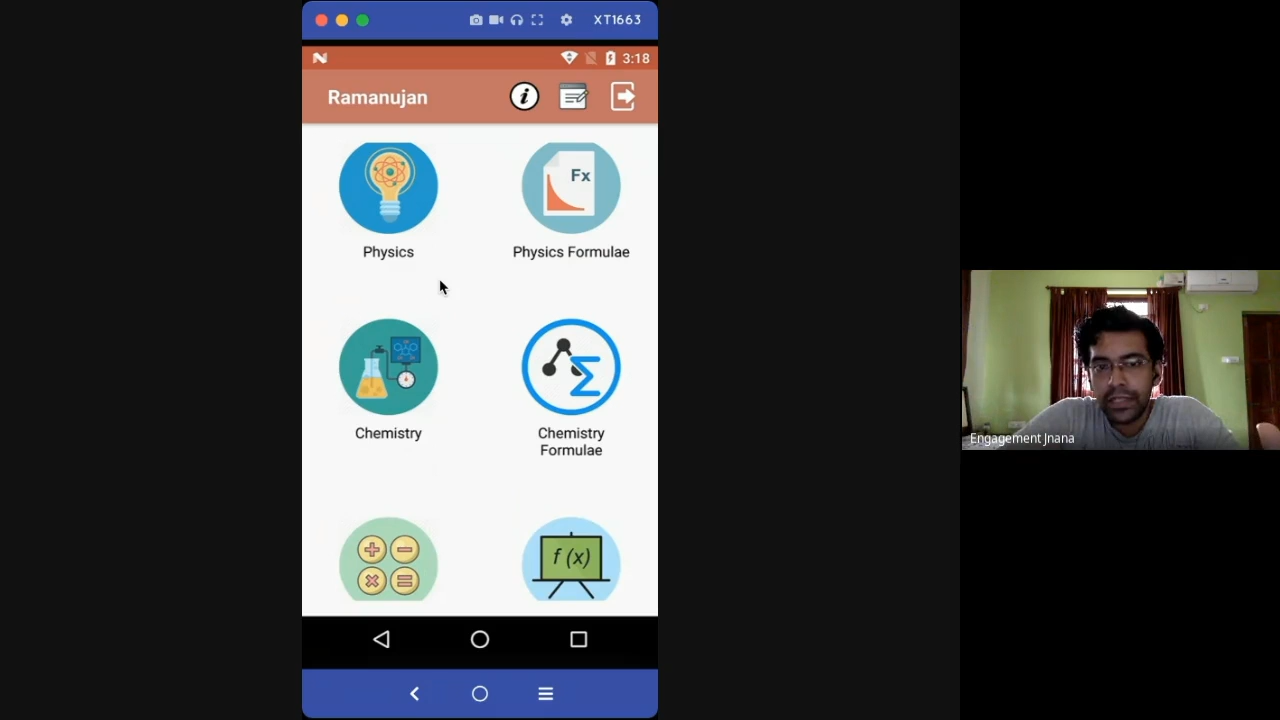 XT1663
3:18
Ramanujan
Fx
Physics
Physics Formulae
Chemistry
Chemistry
Formulae
f (x)
Engagement Jnana